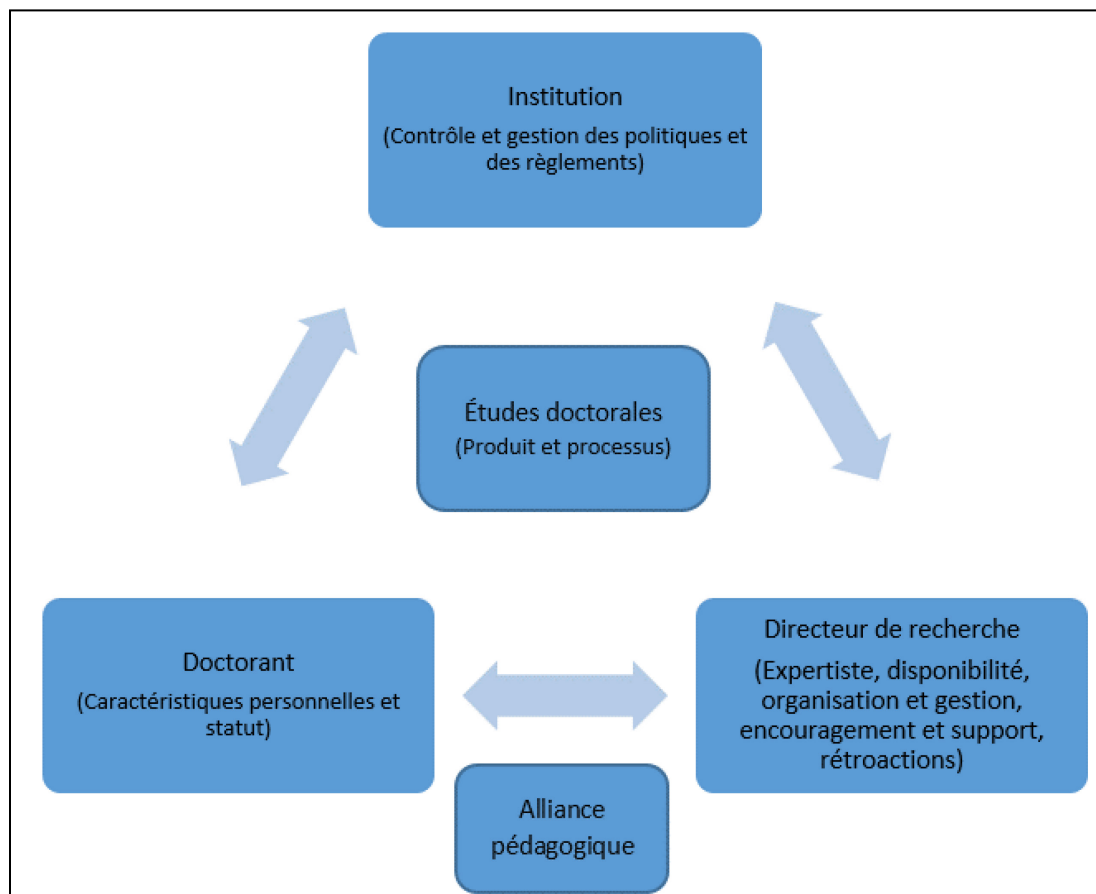 Institution
(Contrôle et gestion des politiques et
des règlements)
Études doctorales
(Produit et processus)
Doctorant
(Caractéristiques personnelles et
statut)
Directeur de recherche
(Expertiste, disponibilité,
organisation et gestion,
encouragement et support,
rétroactions)
Alliance
pédagogique